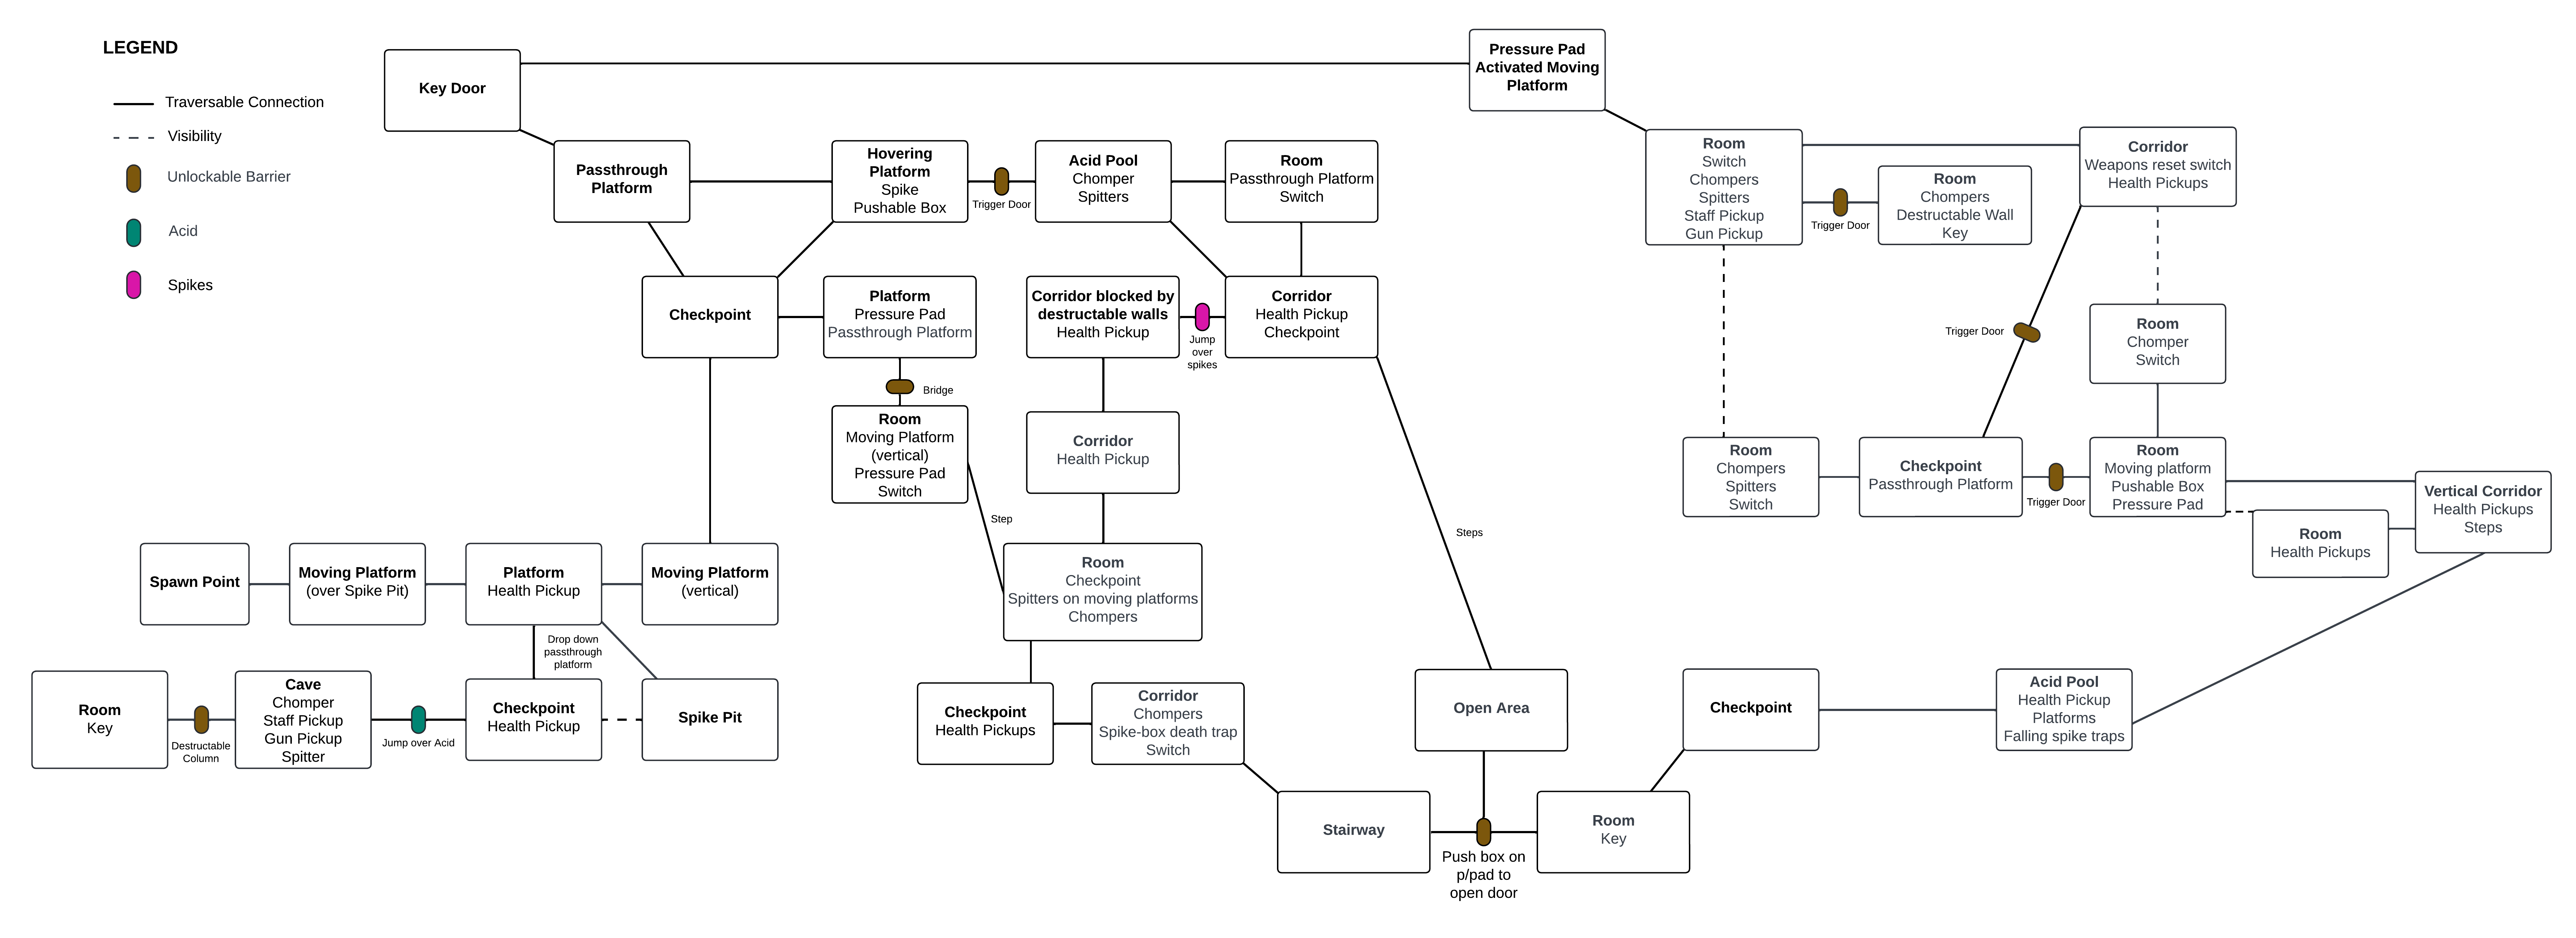 LEGEND
Traversable Connection
Visibility
Unlockable Barrier
Acid
Spikes
Key Door
Pressure Pad
Activated Moving
Platform
Passthrough
Platform
Hovering
Platform
Spike
Pushable Box
Trigger Door
Acid Pool
Chomper
Spitters
Room
Passthrough Platform
Switch
Room
Switch
Chompers
Spitters
Staff Pickup
Gun Pickup
Trigger Door
Room
Chompers
Destructable Wall
Key
Corridor
Weapons reset switch
Health Pickups
Checkpoint
Platform
Pressure Pad
Passthrough Platform
Corridor blocked by
destructable walls
Health Pickup
Jump
over
spikes
Corridor
Health Pickup
Checkpoint
Trigger Door
Room
Chomper
Switch
Bridge
Room
Moving Platform
(vertical)
Pressure Pad
Switch
Corridor
Health Pickup
Step
Steps
Room
Chompers
Spitters
Switch
Checkpoint
Passthrough Platform
Trigger Door
Room
Moving platform
Pushable Box
Pressure Pad
Vertical Corridor
Health Pickups
Steps
Room
Health Pickups
Spawn Point
Moving Platform
(over Spike Pit)
Platform
Health Pickup
Moving Platform
(vertical)
Room
Checkpoint
Spitters on moving platforms
Chompers
Drop down
passthrough
platform
Room
Key
Destructable
Column
Cave
Chomper
Staff Pickup
Gun Pickup
Spitter
Jump over Acid
Checkpoint
Health Pickup
Spike Pit
Checkpoint
Health Pickups
Corridor
Chompers
Spike-box death trap
Switch
Open Area
Checkpoint
Acid Pool
Health Pickup
Platforms
Falling spike traps
Stairway
Push box on
p/pad to
open door
Room
Key